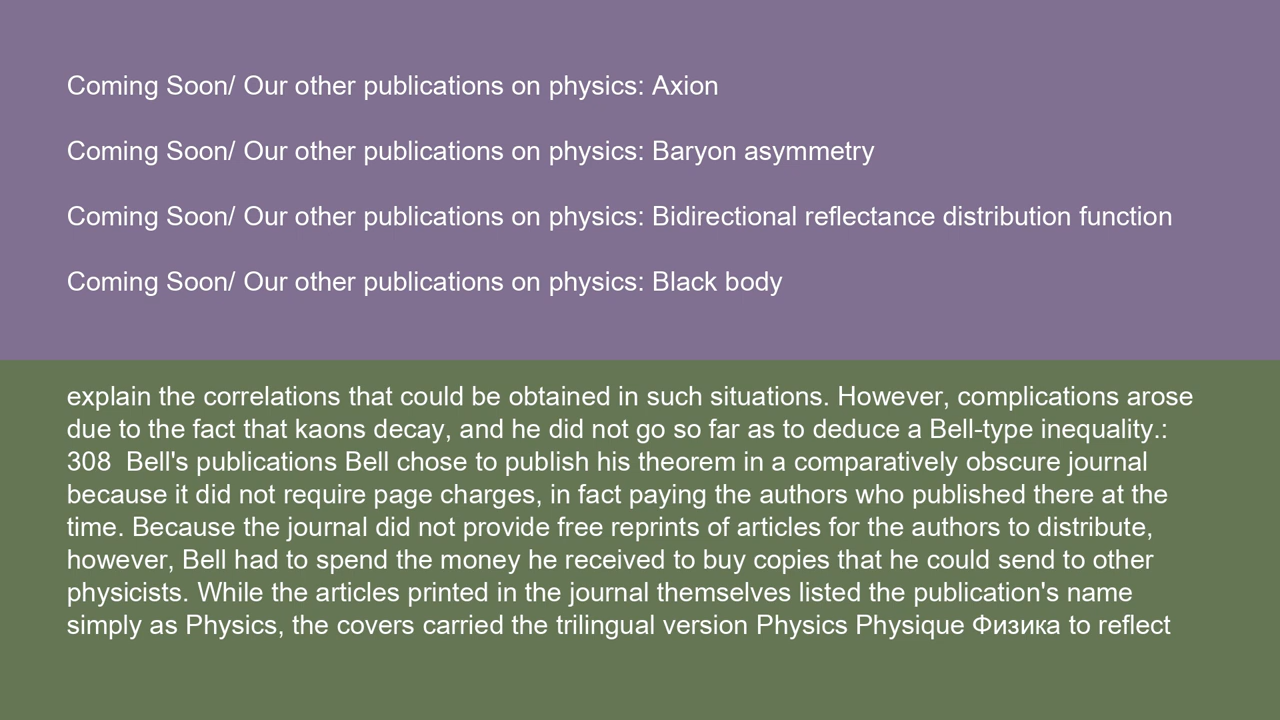 Coming Soon/ Our other publications on physics: Axion
Coming Soon/ Our other publications on physics: Baryon asymmetry
Coming Soon/ Our other publications on physics: Bidirectional reflectance distribution function
Coming Soon/ Our other publications on physics: Black body
explain the correlations that could be obtained in such situations. However, complications arose
due to the fact that kaons decay, and he did not go so far as to deduce a Bell-type inequality.:
308  Bell's publications Bell chose to publish his theorem in a comparatively obscure journal
because it did not require page charges, in fact paying the authors who published there at the
time. Because the journal did not provide free reprints of articles for the authors to distribute,
however, Bell had to spend the money he received to buy copies that he could send to other
physicists. While the articles printed in the journal themselves listed the publication's name
simply as Physics, the covers carried the trilingual version Physics Physique Физика to reflect